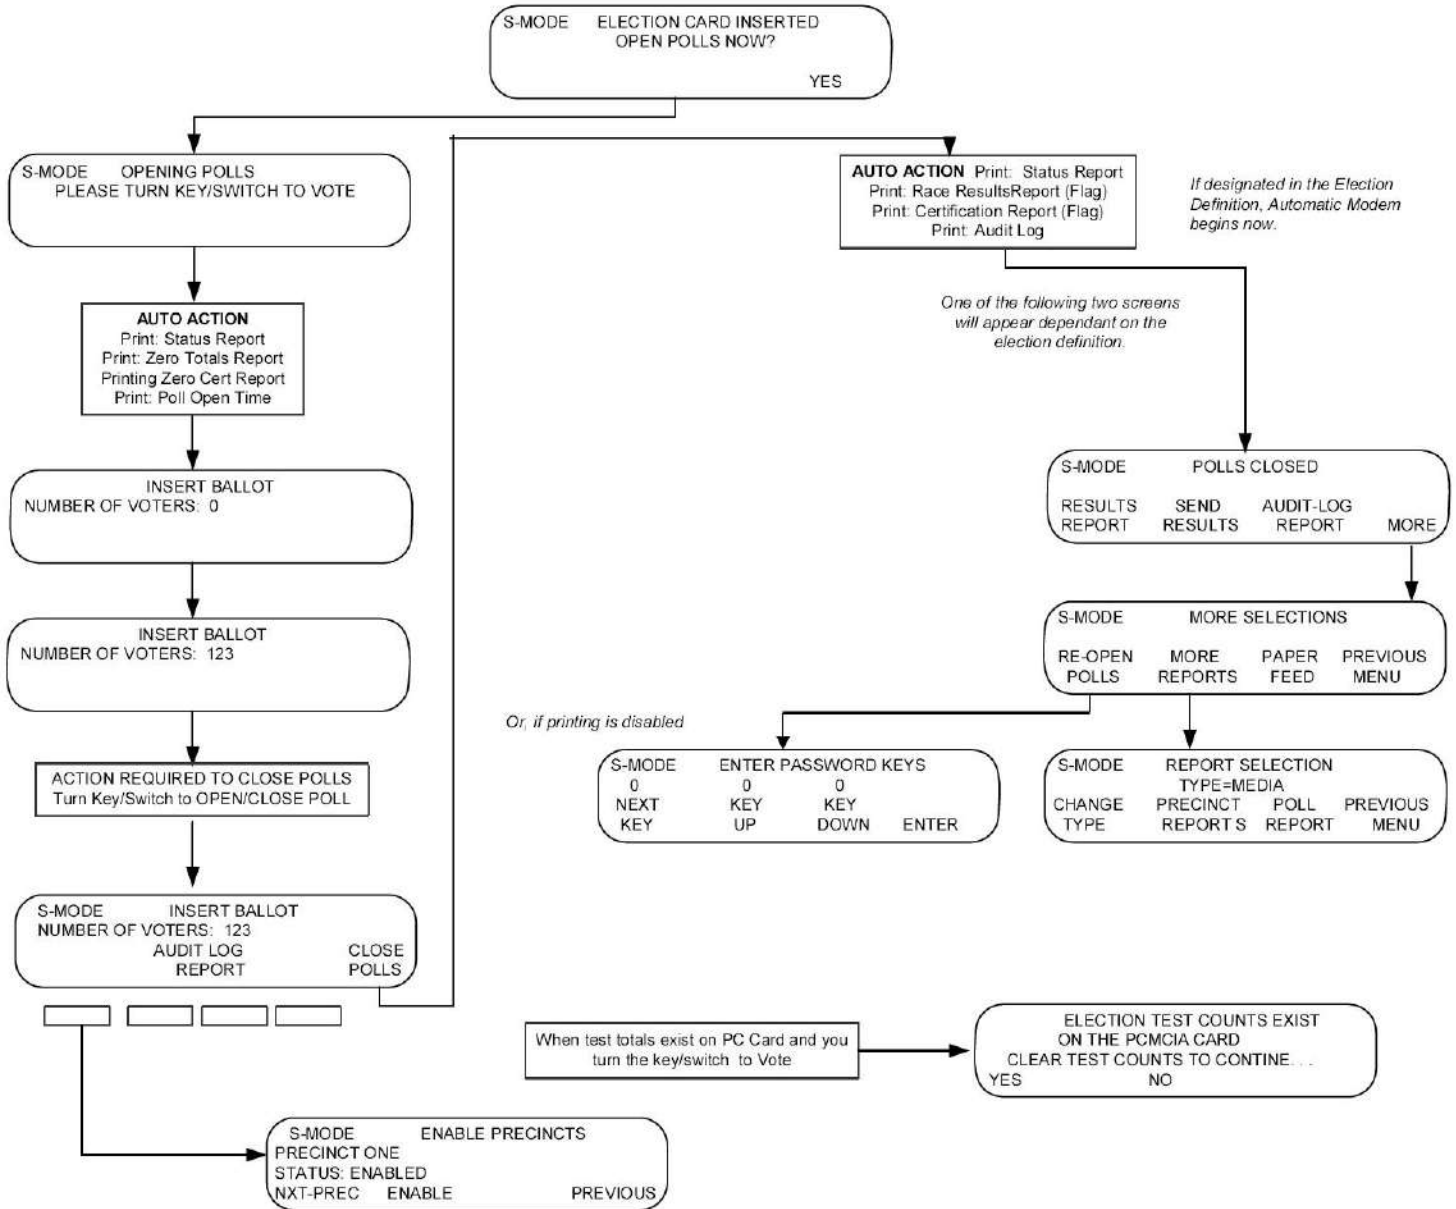 S-MODE ELECTION CARD INSERTED
OPEN POLLS NOW?
YES
S-MODE OPENING POLLS
PLEASE TURN KEY/SWITCH TO VOTE
AUTO ACTION
Print: Status Report
Print: Zero Totals Report
Printing Zero Cert Report
Print: Poll Open Time
INSERT BALLOT
NUMBER OF VOTERS: 0
INSERT BALLOT
NUMBER OF VOTERS: 123
ACTION REQUIRED TO CLOSE POLLS
Turn Key/Switch to OPEN/CLOSE POLL
S-MODE INSERT BALLOT
NUMBER OF VOTERS: 123
AUDIT LOG CLOSE
REPORT POLLS
S-MODE ENABLE PRECINCTS
PRECINCT ONE
STATUS: ENABLED
NXT-PREC ENABLE PREVIOUS
AUTO ACTION Print: Status Report
Print: Race ResultsReport (Flag)
Print: Certification Report (Flag)
Print: Audit Log
If designated in the Election
Definition, Automatic Modem
begins now.
One of the following two screens
will appear dependant on the
election definition.
S-MODE POLLS CLOSED
RESULTS SEND AUDIT-LOG
REPORT RESULTS REPORT MORE
S-MODE MORE SELECTIONS
RE-OPEN MORE PAPER PREVIOUS
POLLS REPORTS FEED MENU
Or, if printing is disabled
S-MODE ENTER PASSWORD KEYS
0 0 0
NEXT KEY KEY
KEY UP DOWN ENTER
S-MODE REPORT SELECTION
TYPE=MEDIA
CHANGE PRECINCT POLL PREVIOUS
TYPE REPORT S REPORT MENU
When test totals exist on PC Card and you
turn the key/switch to Vote
ELECTION TEST COUNTS EXIST
ON THE PCMCIA CARD
CLEAR TEST COUNTS TO CONTINE. . .
YES NO